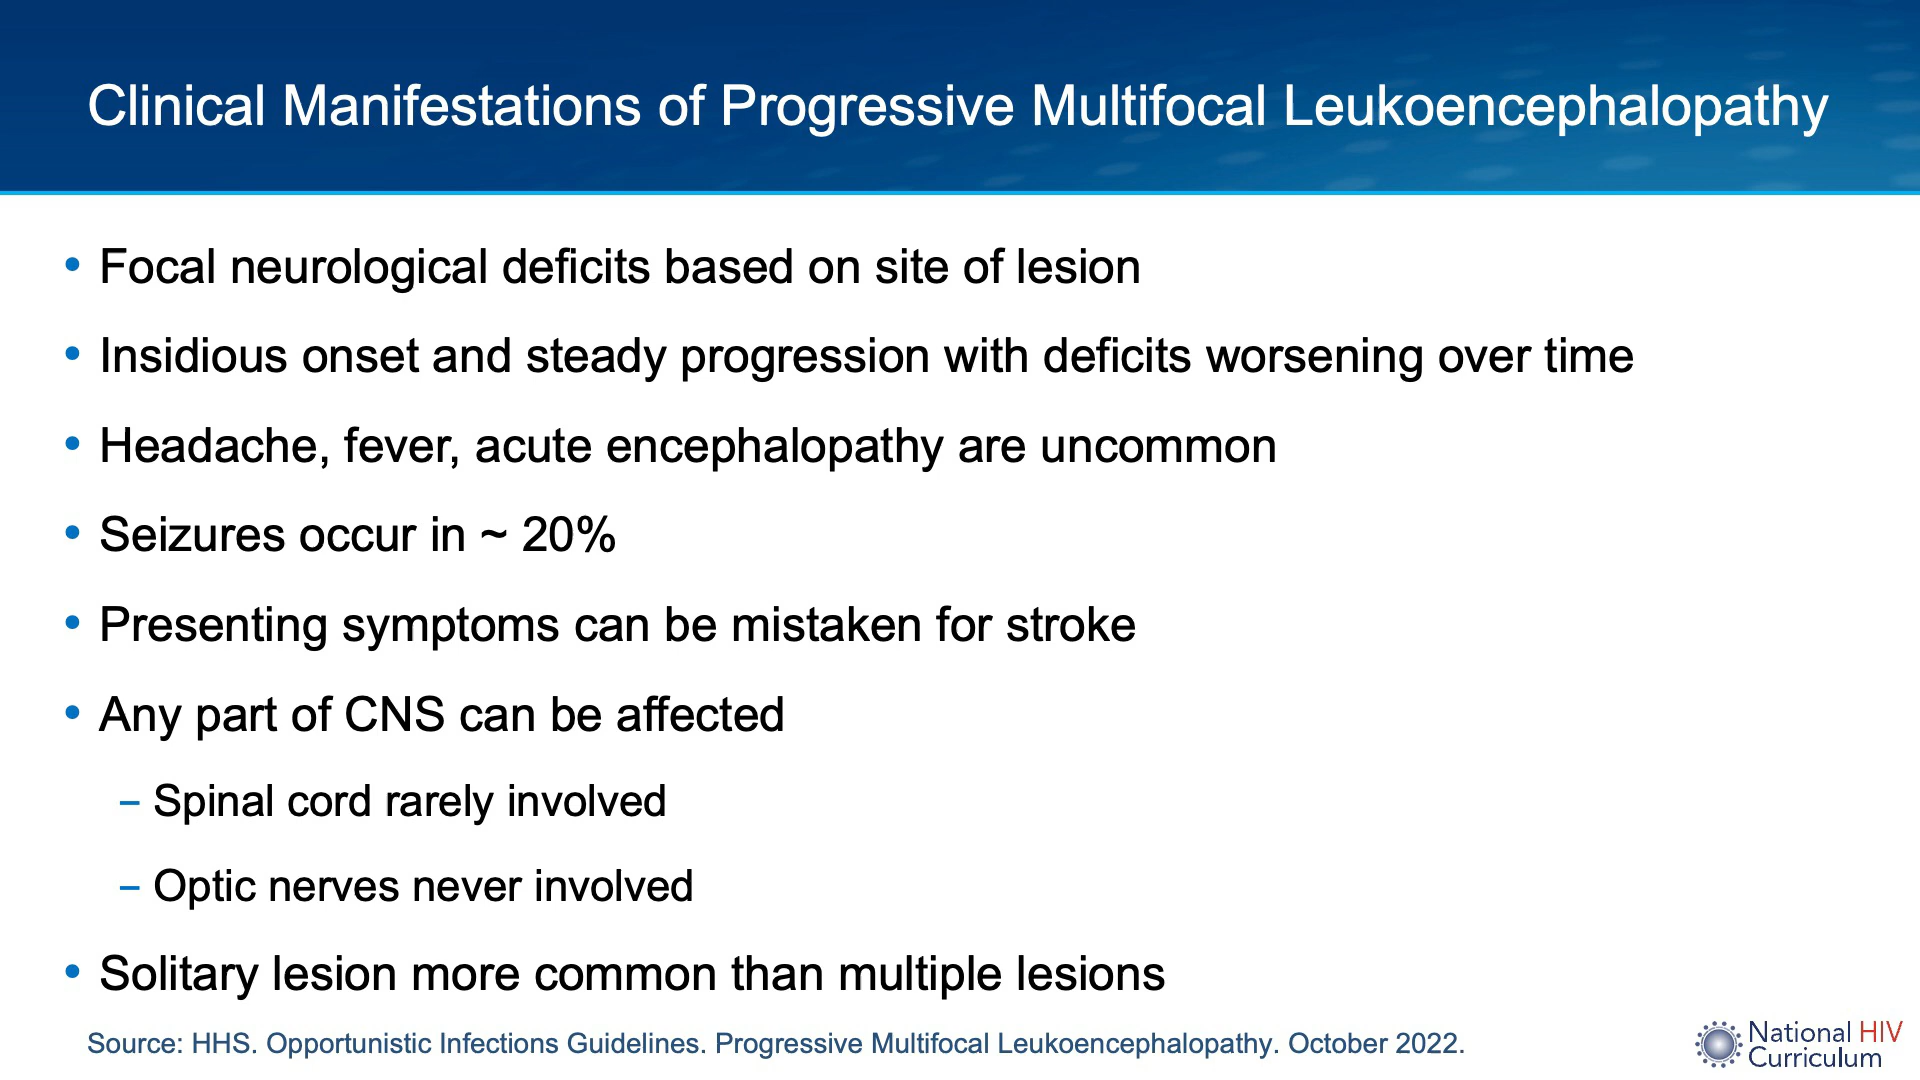 Clinical Manifestations of Progressive Multifocal Leukoencephalopathy
• Focal neurological deficits based on site of lesion
• Insidious onset and steady progression with deficits worsening over time
• Headache, fever, acute encephalopathy are uncommon
• Seizures occur in ~ 20%
• Presenting symptoms can be mistaken for stroke
• Any part of CNS can be affected
– Spinal cord rarely involved
– Optic nerves never involved
• Solitary lesion more common than multiple lesions
Source: HHS. Opportunistic Infections Guidelines. Progressive Multifocal Leukoencephalopathy. October 2022.
National HIV
Curriculum